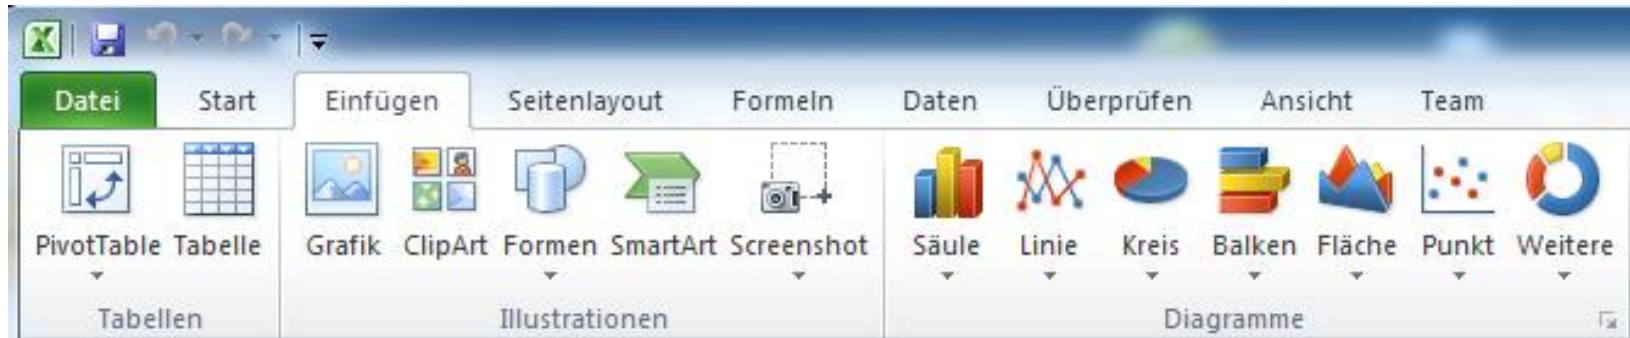 Datei Start Einfügen Seitenlayout Formeln Daten Überprüfen Ansicht Team
PivotTable Tabelle Grafik ClipArt Formen SmartArt Screenshot Säule Linie Kreis Balken Fläche Punkt Weitere
Tabellen Illustrationen Diagramme